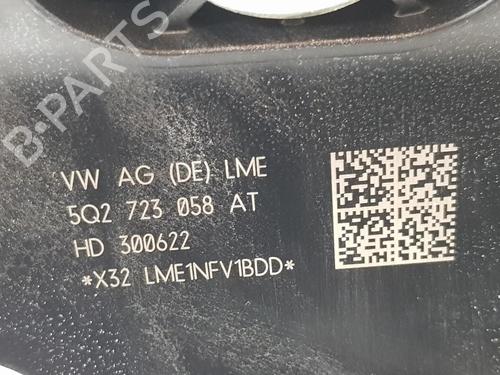 B-PARTS
VW AG (DE) LME
5Q2 723 058 AT
HD 300622
*X32 LME1NFV1BDD*